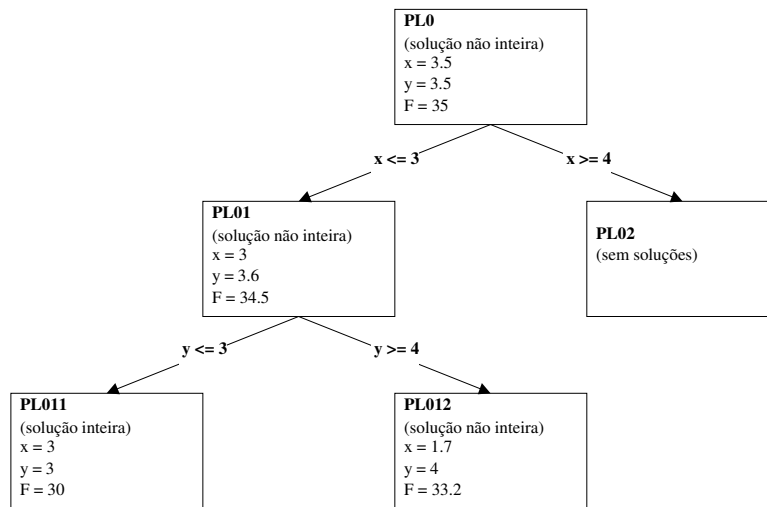 PL0
(solução não inteira)
x = 3.5
y = 3.5
F = 35
x <= 3
x >= 4
PL01
(solução não inteira)
x = 3
y = 3.6
F = 34.5
PL02
(sem soluções)
y <= 3
y >= 4
PL011
(solução inteira)
x = 3
y = 3
F = 30
PL012
(solução não inteira)
x = 1.7
y = 4
F = 33.2